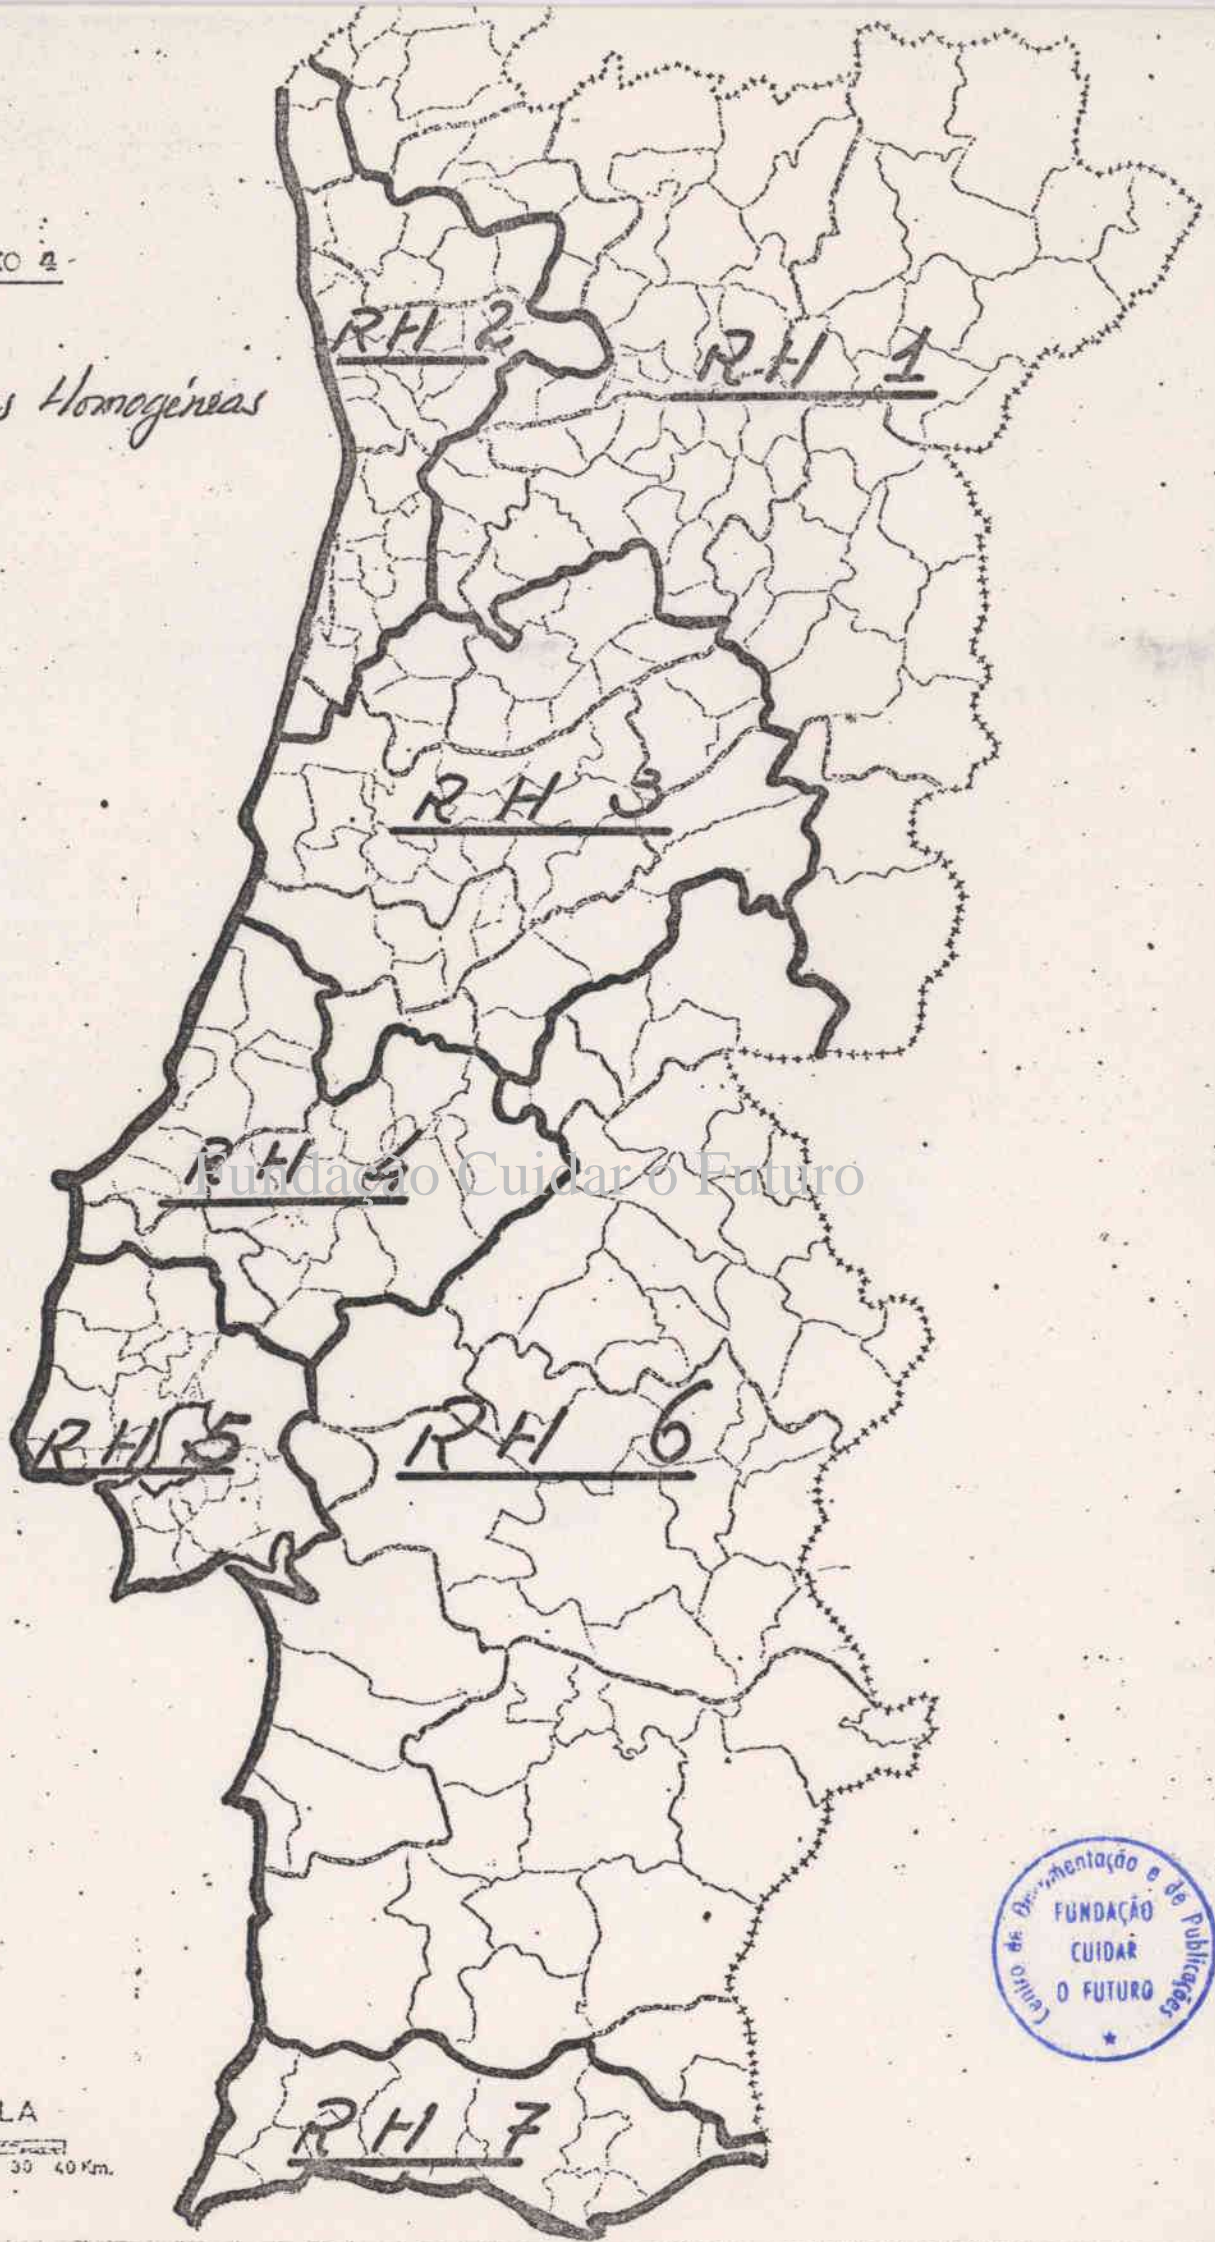 O 4
s Homogéneas
RH 2
RH 1
RH 3
RH 4
RH 5
RH 6
RH 7
Fundação Cuidar o Futuro
Centro de Documentação e de Publicações
FUNDAÇÃO
CUIDAR
O FUTURO
LA
30 40 Km.